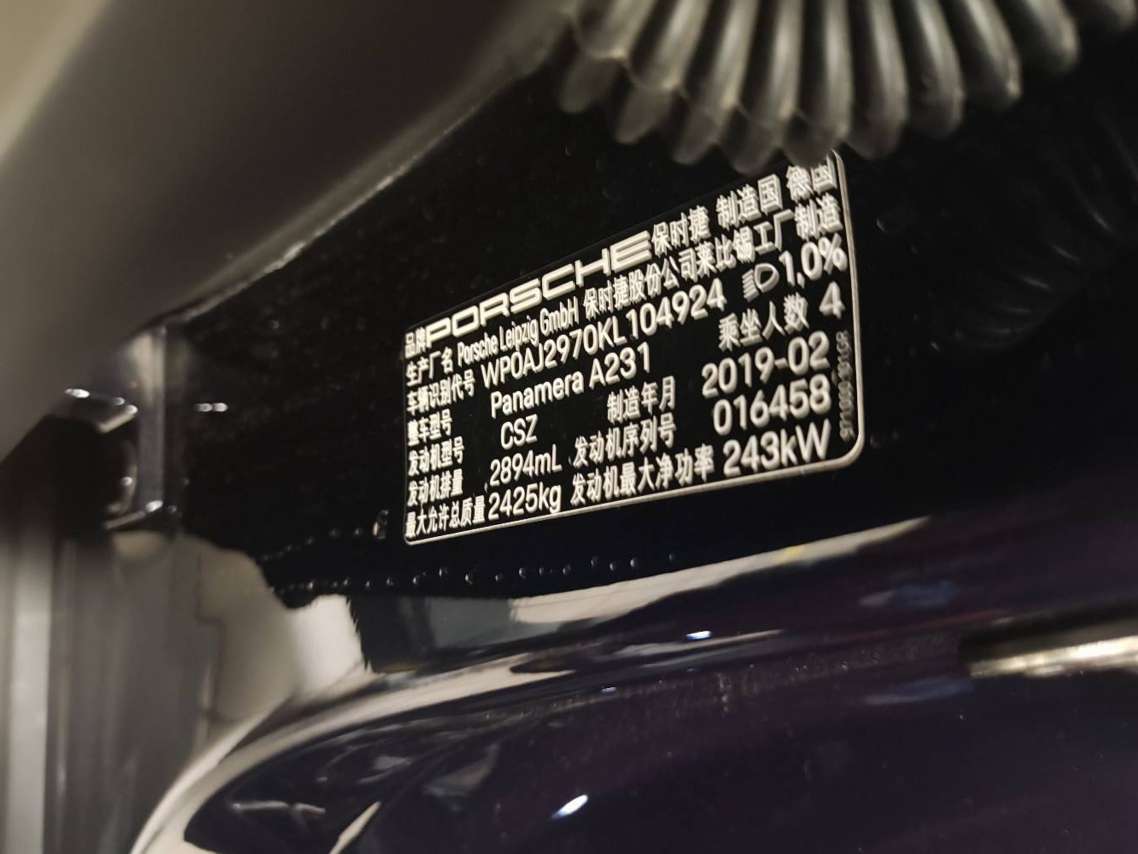 品牌 PORSCHE 保时捷 制造国 德国
生产厂名 Porsche Leipzig GmbH 保时捷股份公司莱比锡工厂制造
车辆识别代号 WP0AJ2970KL104924 1,0%
整车型号 Panamera A231 乘坐人数 4
发动机型号 CSZ 制造年月 2019-02
发动机排量 2894mL 发动机序列号 016458
最大允许总质量 2425kg 发动机最大净功率 243kW